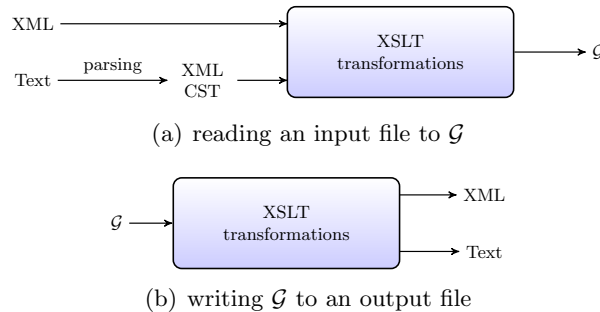 XML
XSLT
transformations
𝒢
parsing
Text
XML
CST
(a) reading an input file to 𝒢
XSLT
transformations
𝒢
XML
Text
(b) writing 𝒢 to an output file